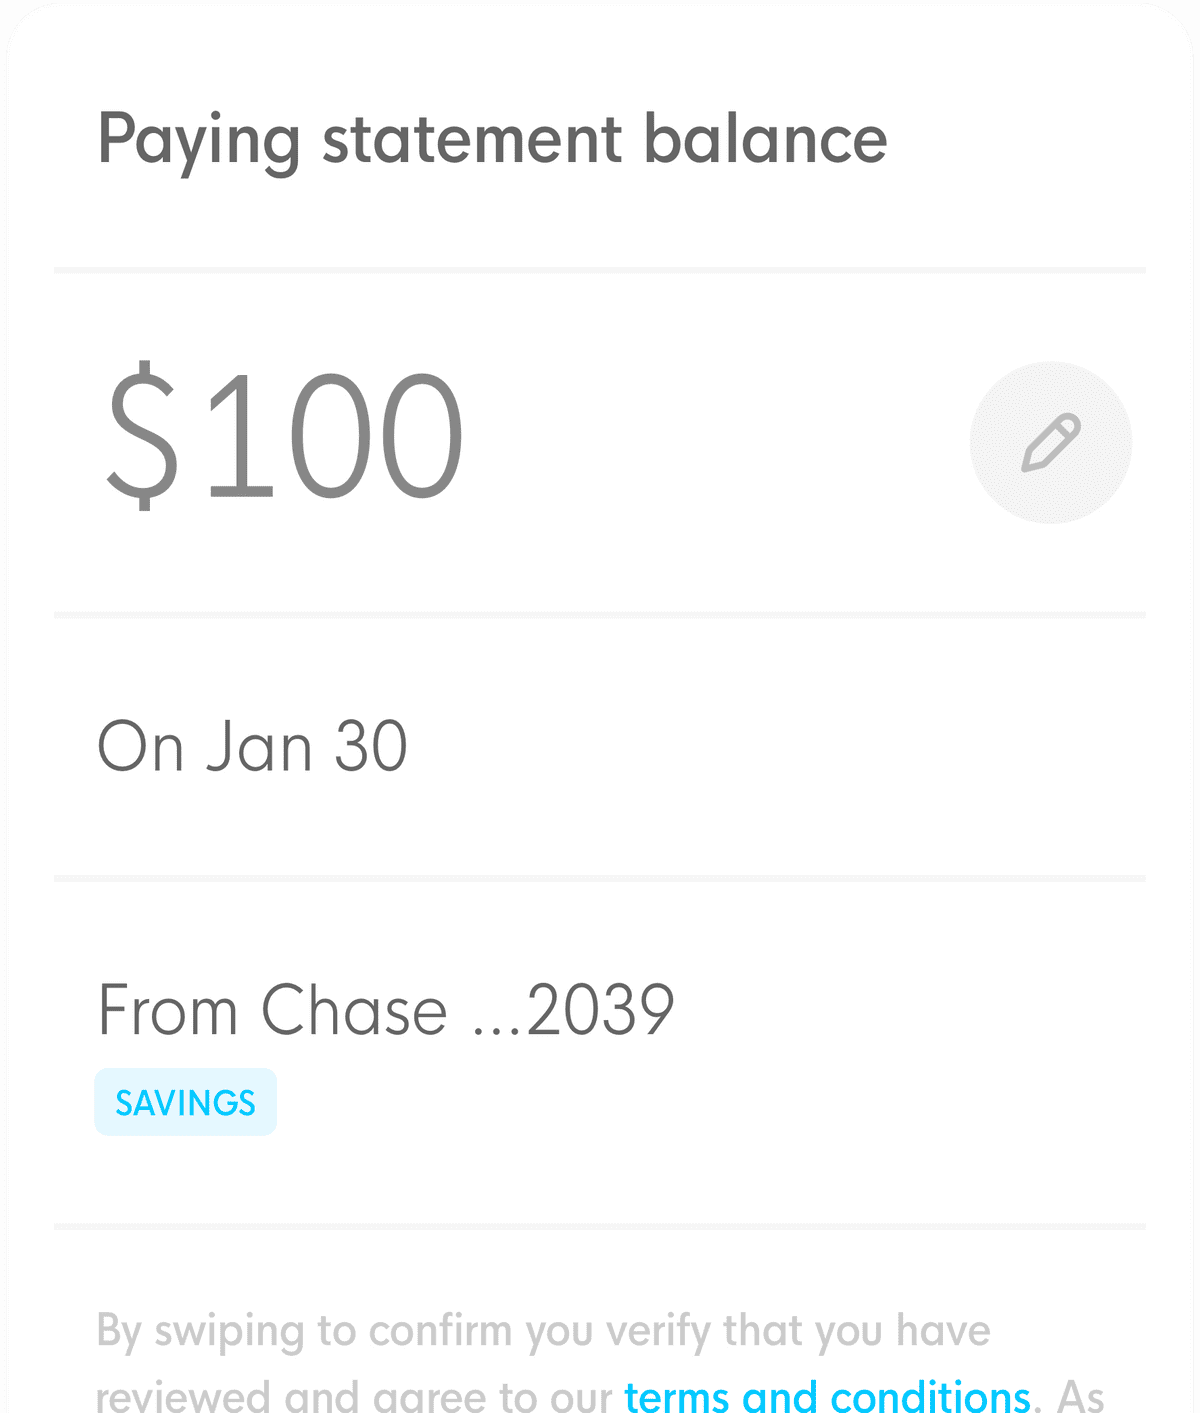 Paying statement balance
$100
On Jan 30
From Chase ...2039
SAVINGS
By swiping to confirm you verify that you have
reviewed and agree to our terms and conditions. As